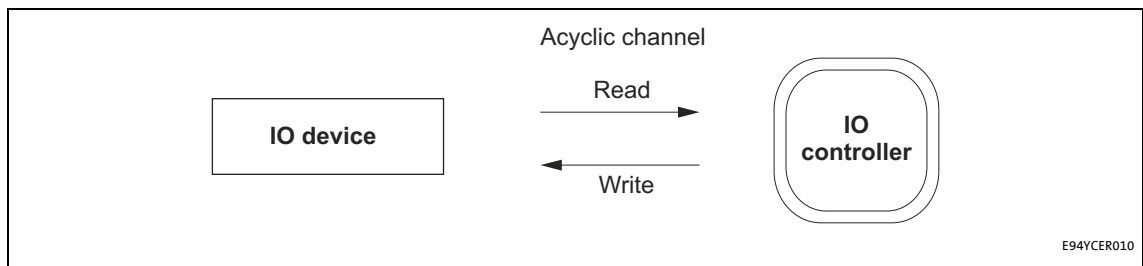 Acyclic channel
Read
IO device
IO
controller
Write
E94YCER010